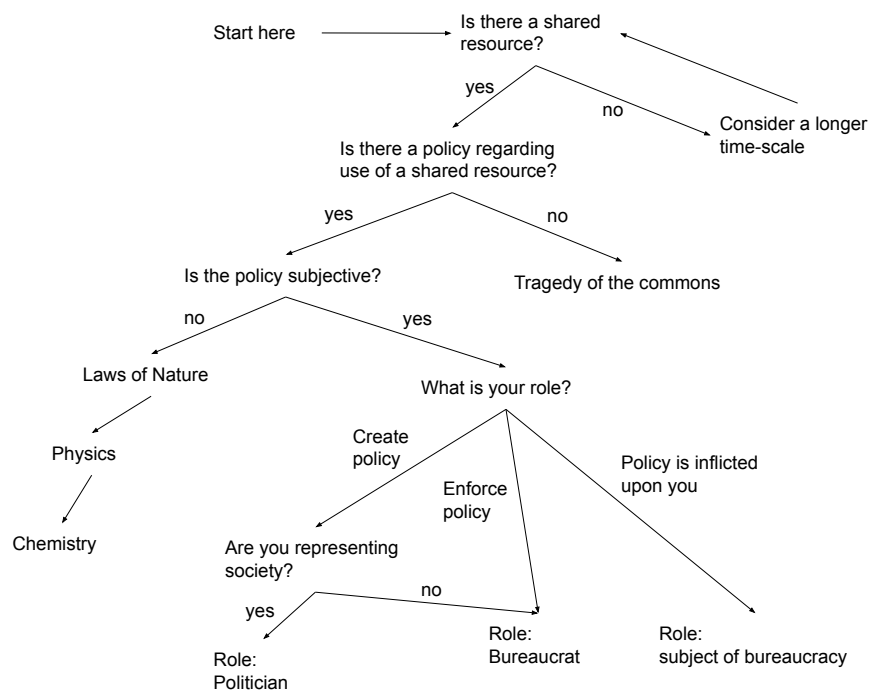 Start here
Is there a shared
resource?
yes
no
Consider a longer
time-scale
Is there a policy regarding
use of a shared resource?
yes
no
Is the policy subjective?
Tragedy of the commons
no
yes
Laws of Nature
What is your role?
Physics
Create
policy
Enforce
policy
Policy is inflicted
upon you
Chemistry
Are you representing
society?
yes
no
Role:
Politician
Role:
Bureaucrat
Role:
subject of bureaucracy